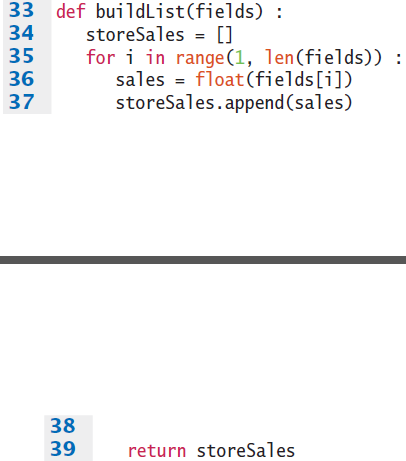 33 def buildList(fields) :
34    storeSales = []
35    for i in range(1, len(fields)) :
36       sales = float(fields[i])
37       storeSales.append(sales)
38
39    return storeSales